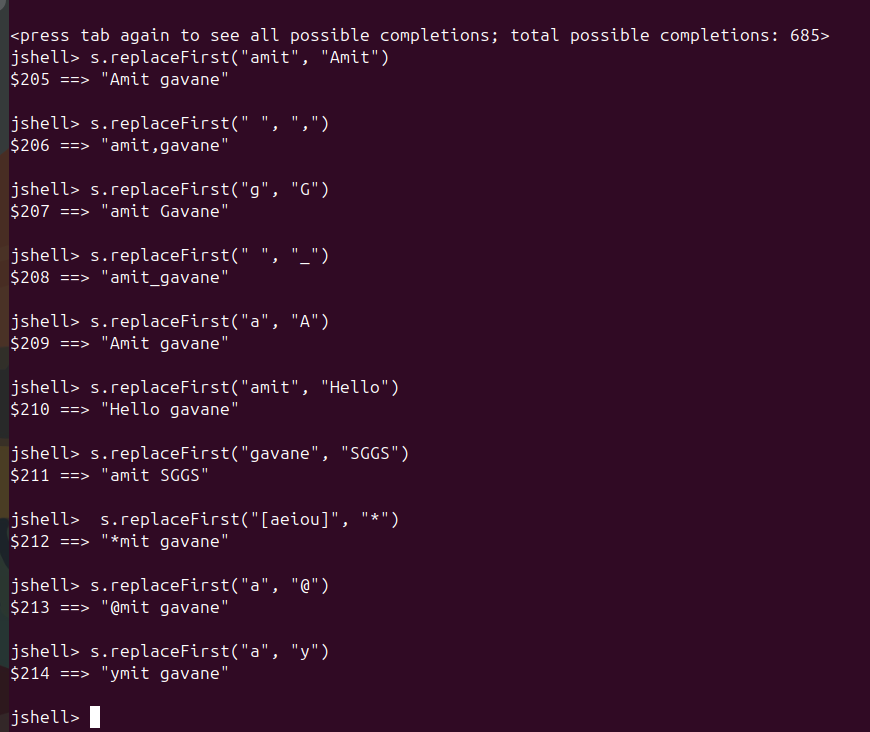 <press tab again to see all possible completions; total possible completions: 685>
jshell> s.replaceFirst("amit", "Amit")
$205 ==> "Amit gavane"
jshell> s.replaceFirst(" ", ",")
$206 ==> "amit,gavane"
jshell> s.replaceFirst("g", "G")
$207 ==> "amit Gavane"
jshell> s.replaceFirst(" ", "_")
$208 ==> "amit_gavane"
jshell> s.replaceFirst("a", "A")
$209 ==> "Amit gavane"
jshell> s.replaceFirst("amit", "Hello")
$210 ==> "Hello gavane"
jshell> s.replaceFirst("gavane", "SGGS")
$211 ==> "amit SGGS"
jshell>  s.replaceFirst("[aeiou]", "*")
$212 ==> "*mit gavane"
jshell> s.replaceFirst("a", "@")
$213 ==> "@mit gavane"
jshell> s.replaceFirst("a", "y")
$214 ==> "ymit gavane"
jshell>